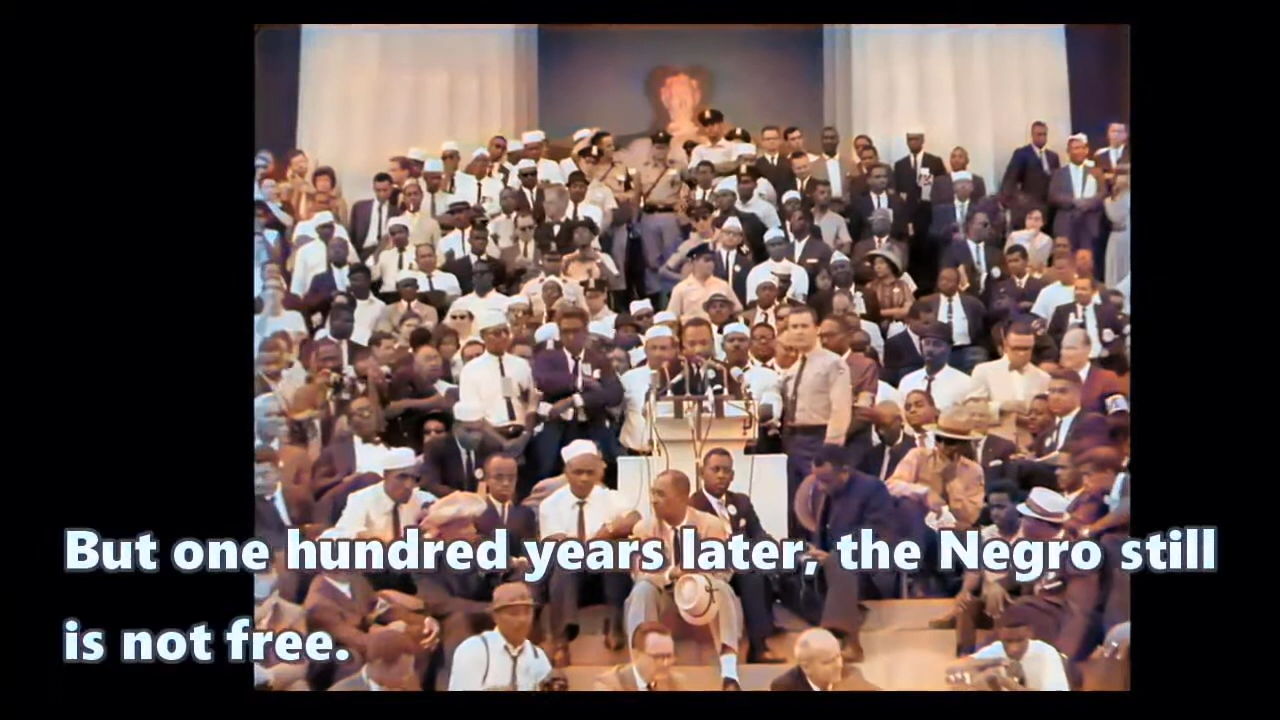 But one hundred years later, the Negro still
is not free.